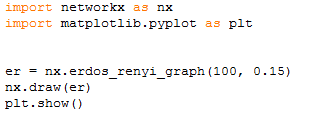 import networkx as nx
import matplotlib.pyplot as plt
er = nx.erdos_renyi_graph(100, 0.15)
nx.draw(er)
plt.show()